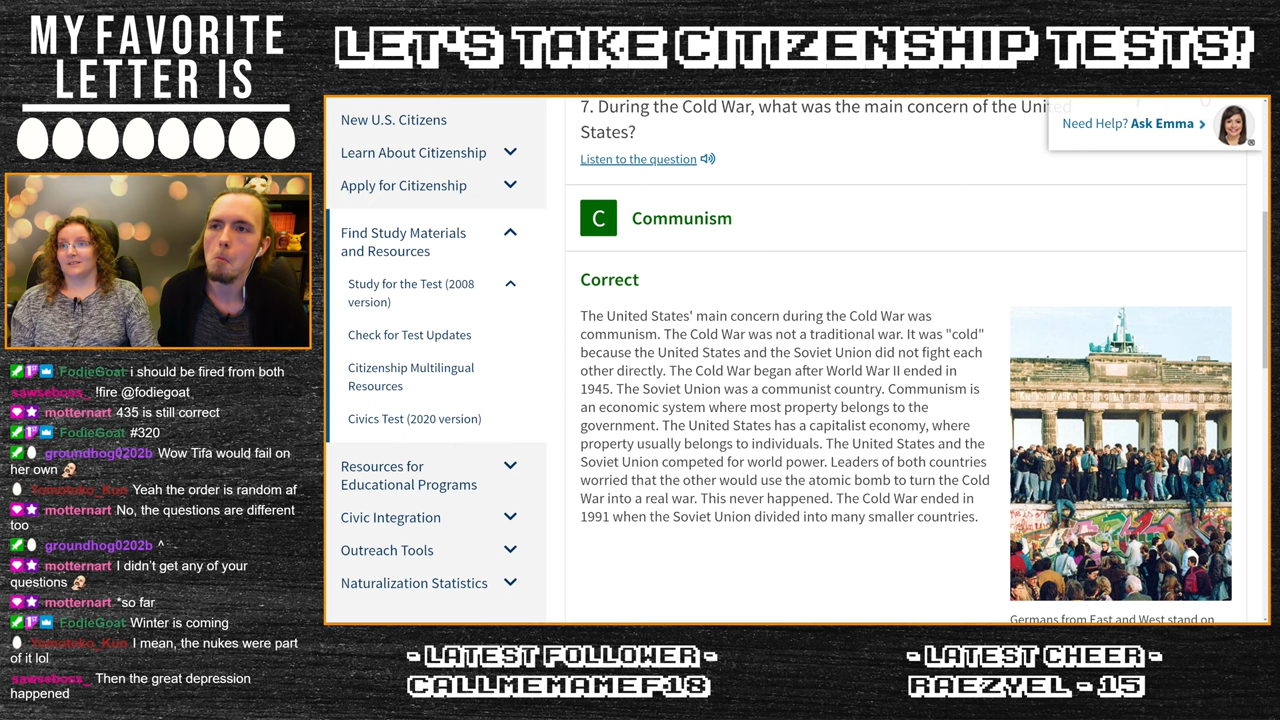 MY FAVORITE
LETTER IS
LET'S TAKE CITIZENSHIP TESTS!
New U.S. Citizens
Learn About Citizenship
Apply for Citizenship
Find Study Materials
and Resources
Study for the Test (2008
version)
Check for Test Updates
Citizenship Multilingual
Resources
Civics Test (2020 version)
Resources for
Educational Programs
Civic Integration
Outreach Tools
Naturalization Statistics
7. During the Cold War, what was the main concern of the United
States?
Listen to the question
Need Help? Ask Emma
C Communism
Correct
The United States' main concern during the Cold War was
communism. The Cold War was not a traditional war. It was "cold"
because the United States and the Soviet Union did not fight each
other directly. The Cold War began after World War II ended in
1945. The Soviet Union was a communist country. Communism is
an economic system where most property belongs to the
government. The United States has a capitalist economy, where
property usually belongs to individuals. The United States and the
Soviet Union competed for world power. Leaders of both countries
worried that the other would use the atomic bomb to turn the Cold
War into a real war. This never happened. The Cold War ended in
1991 when the Soviet Union divided into many smaller countries.
Germans from East and West stand on
FodieGoat i should be fired from both
sawseboss_ !fire @fodiegoat
motternart 435 is still correct
FodieGoat #320
groundhog0202b Wow Tifa would fail on
her own
Yomotoko_Kun Yeah the order is random af
motternart No, the questions are different
too
groundhog0202b ^
motternart I didn't get any of your
questions
motternart *so far
FodieGoat Winter is coming
Yomotoko_Kun I mean, the nukes were part
of it lol
sawseboss_ Then the great depression
happened
- LATEST FOLLOWER -
CALLMEMAMEF18
- LATEST CHEER -
RAEZYEL - 15